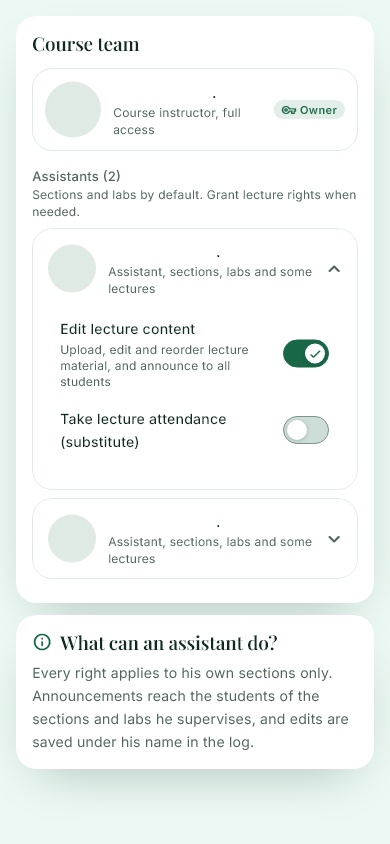 Course team
.
Course instructor, full
access
Owner
Assistants (2)
Sections and labs by default. Grant lecture rights when
needed.
.
Assistant, sections, labs and some
lectures
Edit lecture content
Upload, edit and reorder lecture
material, and announce to all
students
Take lecture attendance
(substitute)
.
Assistant, sections, labs and some
lectures
What can an assistant do?
Every right applies to his own sections only.
Announcements reach the students of the
sections and labs he supervises, and edits are
saved under his name in the log.